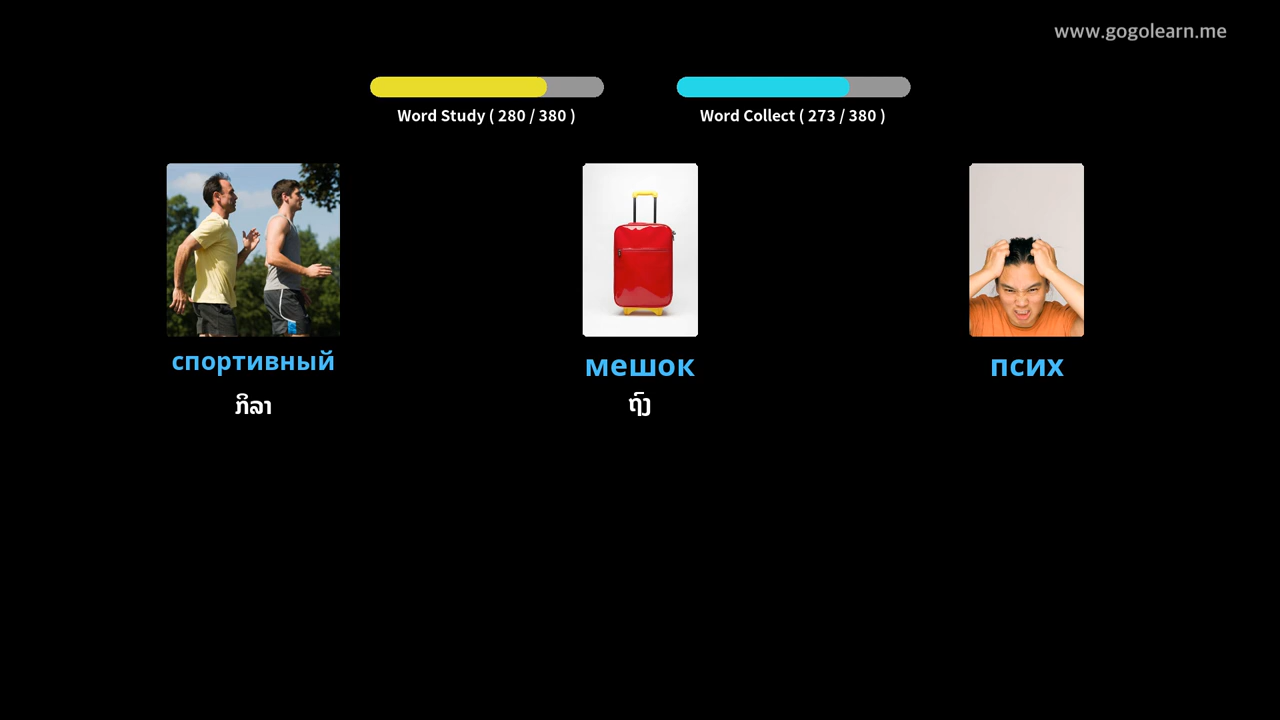 www.gogolearn.me
Word Study ( 280 / 380 )
Word Collect ( 273 / 380 )
спортивный
ກິລາ
мешок
ຖົງ
псих